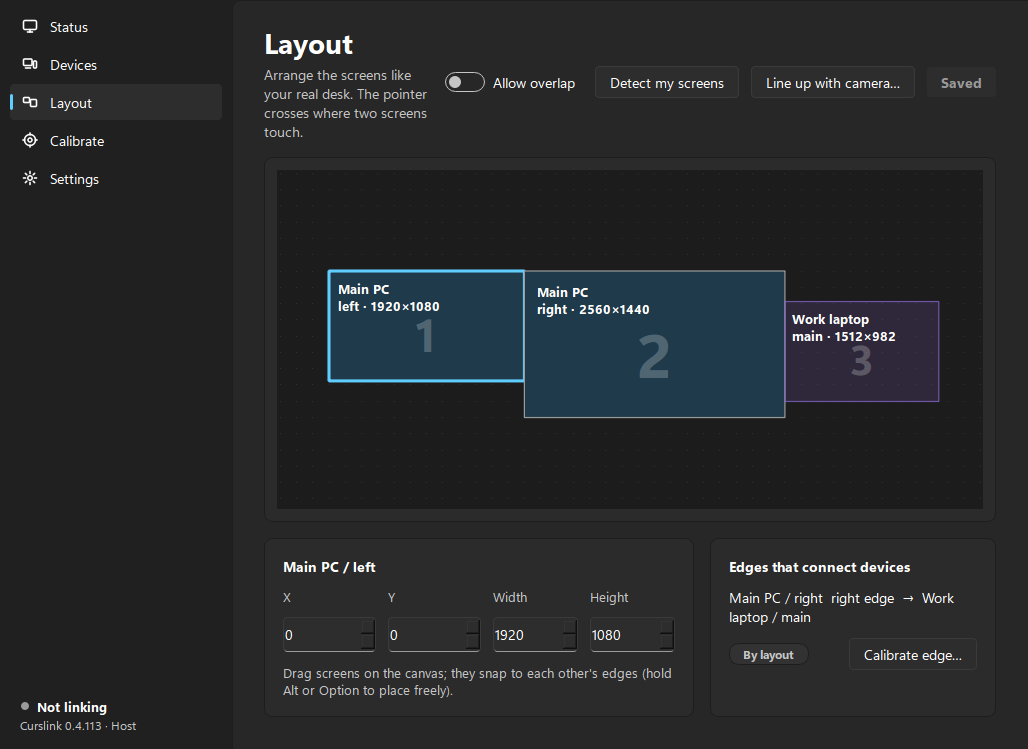 Status
Devices
Layout
Calibrate
Settings
Not linking
Curslink 0.4.113 · Host
Layout
Arrange the screens like
your real desk. The pointer
crosses where two screens
touch.
Allow overlap
Detect my screens
Line up with camera...
Saved
Main PC
left · 1920×1080
1
Main PC
right · 2560×1440
2
Work laptop
main · 1512×982
3
Main PC / left
X
Y
Width
Height
0
0
1920
1080
Drag screens on the canvas; they snap to each other's edges (hold
Alt or Option to place freely).
Edges that connect devices
Main PC / right  right edge → Work
laptop / main
By layout
Calibrate edge...